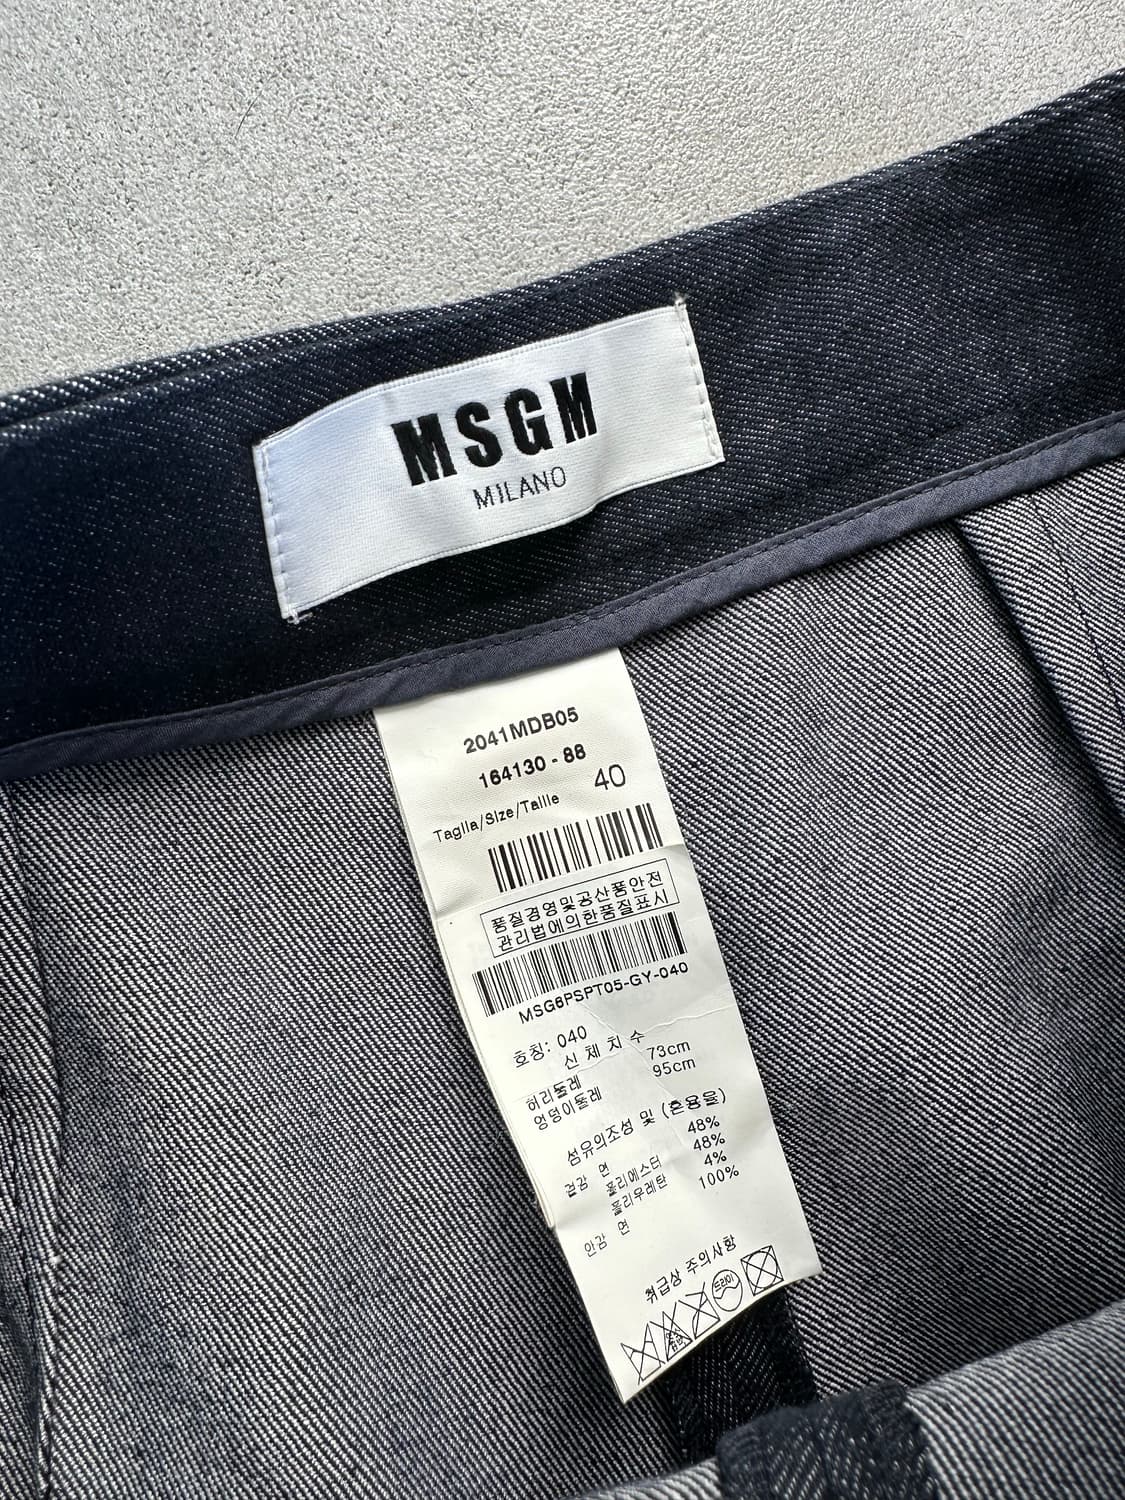 MSGM
MILANO
2041MDB05
164130 - 88
Taglia/Size/Taille 40
품질경영및공산품안전
관리법에의한품질표시
MSG6PSPT05-GY-040
호칭: 040
신 체 치 수
허리둘레 73cm
엉덩이둘레 95cm
섬유의조성 및 (혼용율)
겉감 면 48%
폴리에스터 48%
폴리우레탄 4%
안감 면 100%
취급상 주의사항
드라이